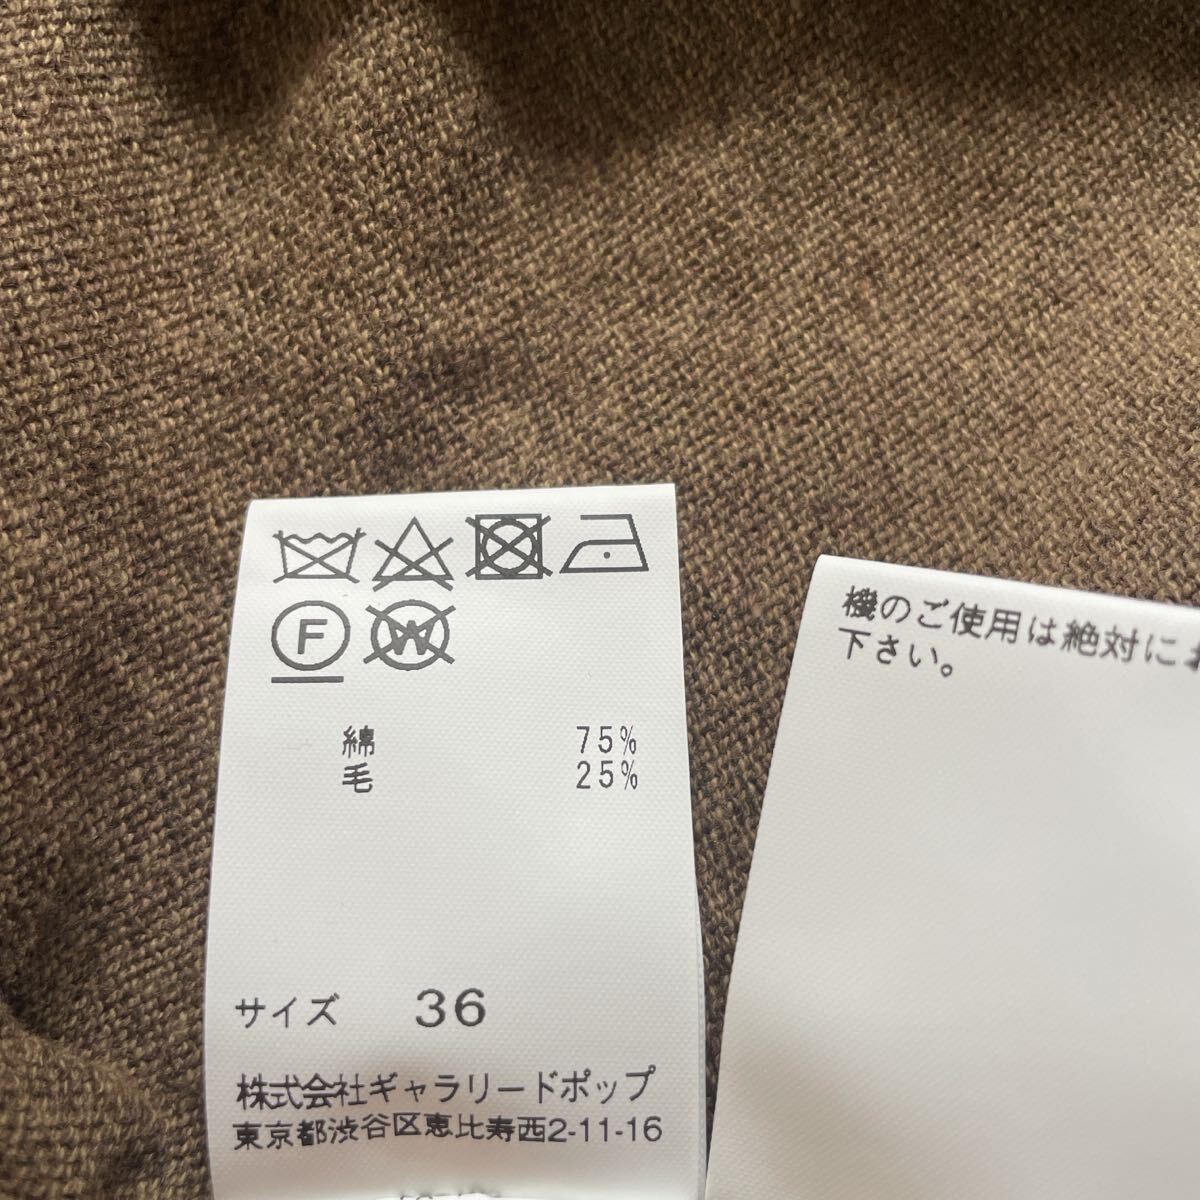 F
W
綿 75%
毛 25%
サイズ 36
株式会社ギャラリードポップ
東京都渋谷区恵比寿西2-11-16
機のご使用は絶対にお
下さい。